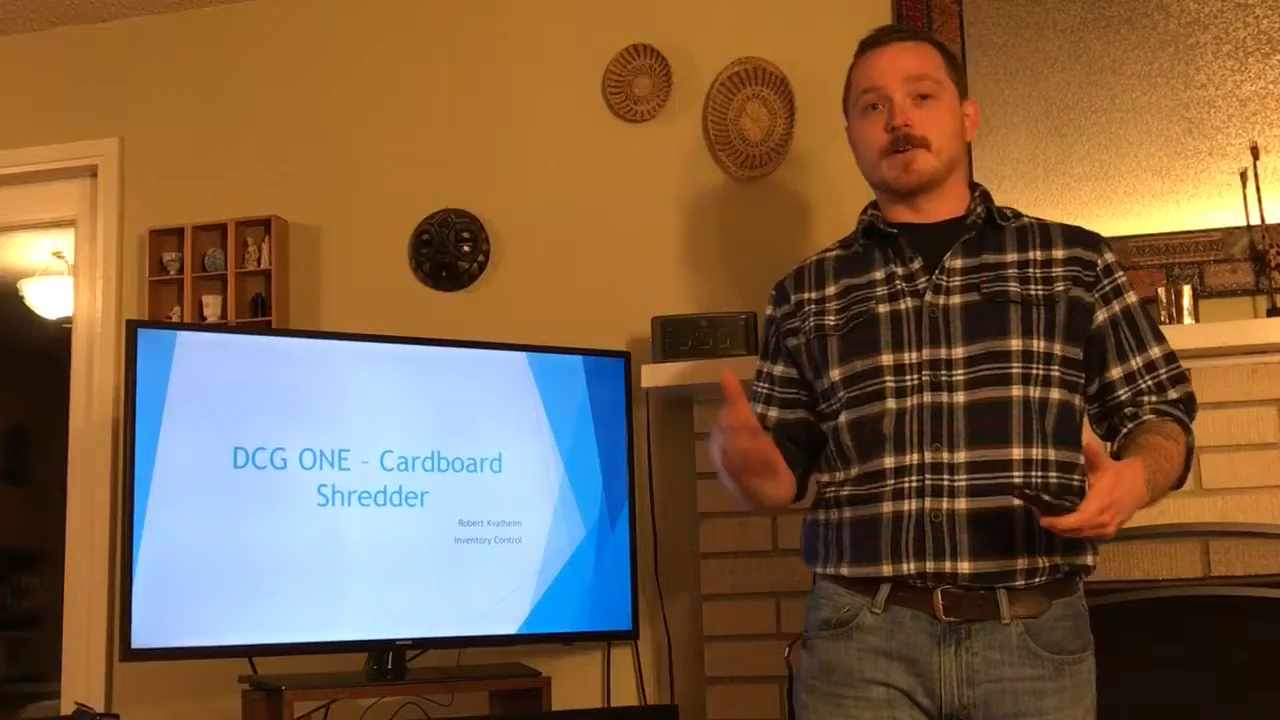 DCG ONE – Cardboard
Shredder
Robert Kvalheim
Inventory Control